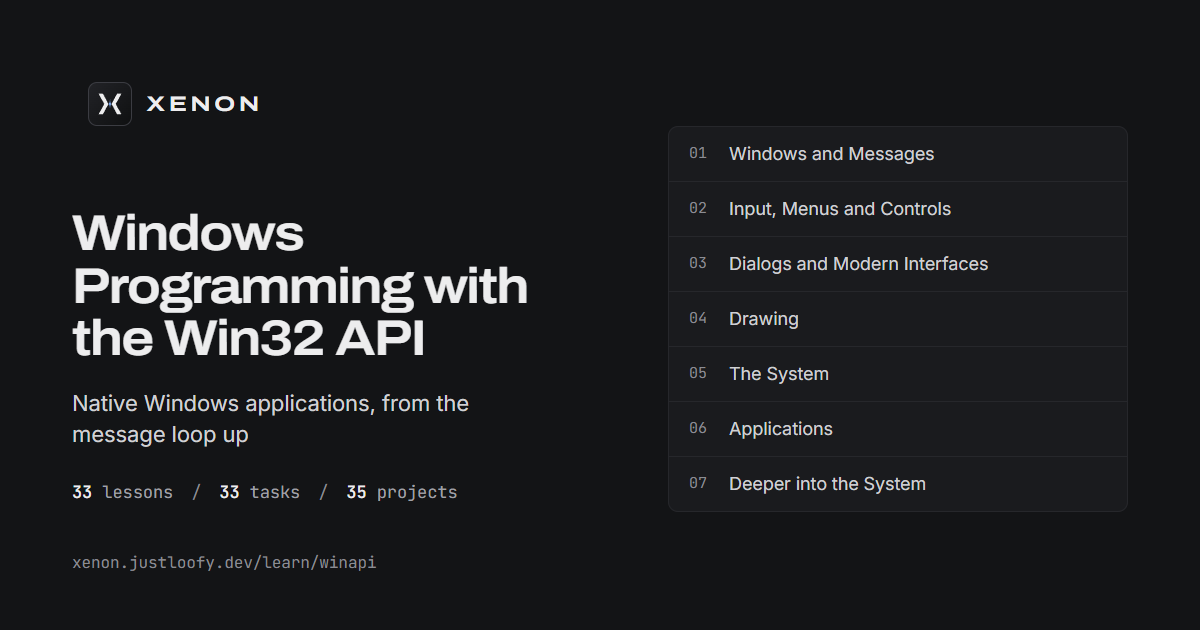 XENON
Windows
Programming with
the Win32 API
Native Windows applications, from the
message loop up
33 lessons / 33 tasks / 35 projects
xenon.justloofy.dev/learn/winapi
01 Windows and Messages
02 Input, Menus and Controls
03 Dialogs and Modern Interfaces
04 Drawing
05 The System
06 Applications
07 Deeper into the System